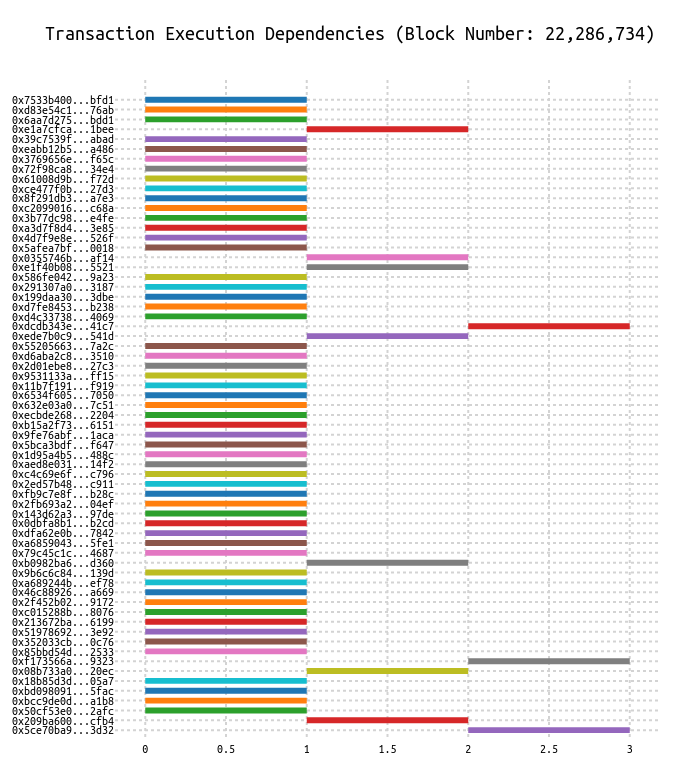 Transaction Execution Dependencies (Block Number: 22,286,734)
0x7533b400...bfd1
0xd83e54c1...76ab
0x6aa7d275...bdd1
0xe1a7cfca...1bee
0x39c7539f...abad
0xeabb12b5...a486
0x3769656e...f65c
0x72f98ca8...34e4
0x61008d9b...f72d
0xce477f0b...27d3
0x8f291db3...a7e3
0xc2099016...c68a
0x3b77dc98...e4fe
0xa3d7f8d4...3e85
0x4d7f9e8e...526f
0x5afea7bf...0018
0x0355746b...af14
0xe1f40b08...5521
0x586fe042...9a23
0x291307a0...3187
0x199daa30...3dbe
0xd7fe8453...b238
0xd4c33738...4069
0xdcdb343e...41c7
0xede7b0c9...541d
0x55205663...7a2c
0xd6aba2c8...3510
0x2d01ebe8...27c3
0x9531133a...ff15
0x11b7f191...f919
0x6534f605...7050
0x632e03a0...7c51
0xecbde268...2204
0xb15a2f73...6151
0x9fe76abf...1aca
0x5bca3bdf...f647
0x1d95a4b5...488c
0xaed8e031...14f2
0xc4c69e6f...c796
0x2ed57b48...c911
0xfb9c7e8f...b28c
0x2fb693a2...04ef
0x143d62a3...97de
0x0dbfa8b1...b2cd
0xdfa62e0b...7842
0xa6859043...5fe1
0x79c45c1c...4687
0xb0982ba6...d360
0x9b6c6c84...139d
0xa689244b...ef78
0x46c88926...a669
0x2f452b02...9172
0xc015288b...8076
0x213672ba...6199
0x51978692...3e92
0x352033cb...0c76
0x85bbd54d...2533
0xf173566a...9323
0x08b733a0...20ec
0x18b85d3d...05a7
0xbd098091...5fac
0xbcc9de0d...a1b8
0x50cf53e0...2afc
0x209ba600...cfb4
0x5ce70ba9...3d32
0 0.5 1 1.5 2 2.5 3